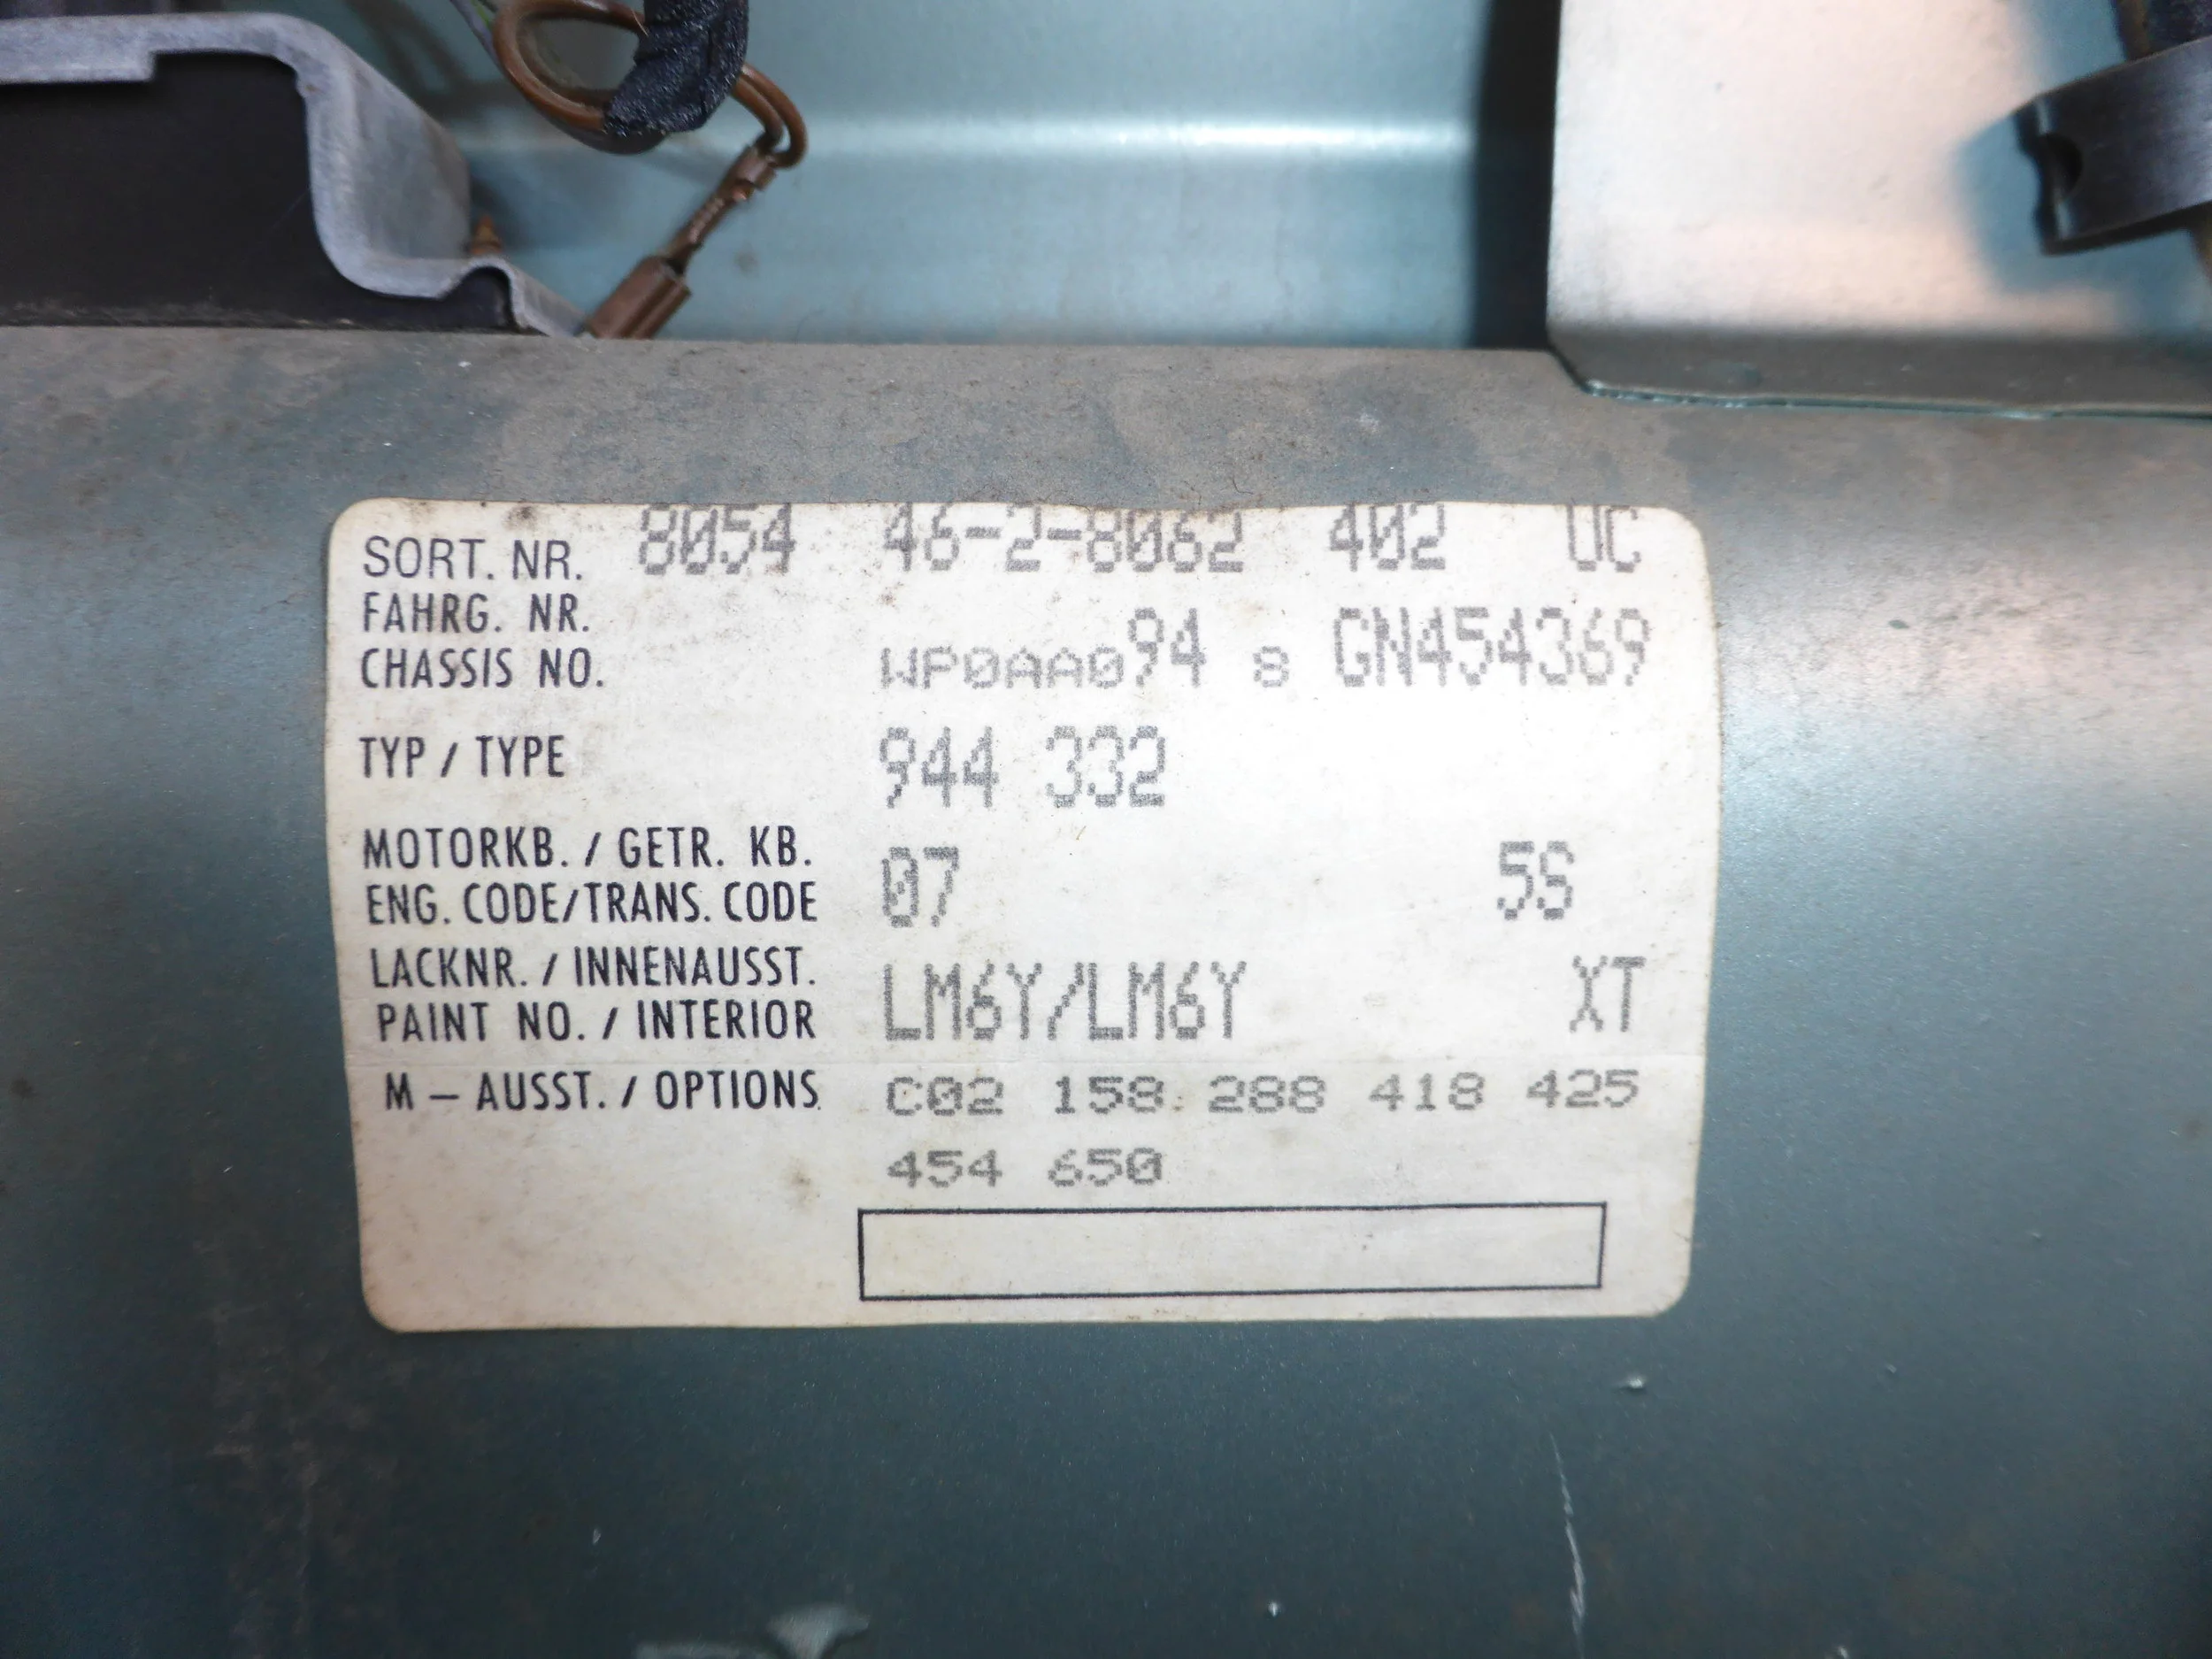 SORT. NR. 8054 46-2-8062 402 UC
FAHRG. NR.
CHASSIS NO. WP0AA094 8 GN454369
TYP / TYPE 944 332
MOTORKB. / GETR. KB.
ENG. CODE/TRANS. CODE 07 5S
LACKNR. / INNENAUSST.
PAINT NO. / INTERIOR LM6Y/LM6Y XT
M - AUSST. / OPTIONS C02 158 288 418 425
454 650